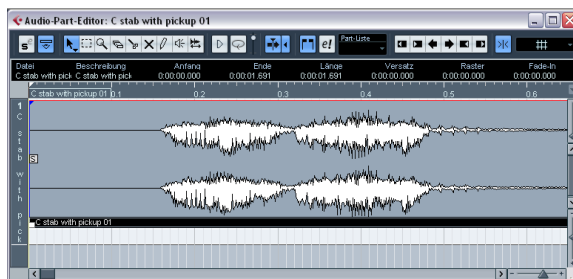 Audio-Part-Editor: C stab with pickup 01
Part-Liste
Datei Beschreibung Anfang Ende Länge Versatz Raster Fade-In
C stab with pick C stab with pick 0:00:00.000 0:00:01.691 0:00:01.691 0:00:00.000 0:00:00.000 0:00:00.000
C stab with pickup 01 0.1 0.2 0.3 0.4 0.5 0.6
1
C stab with pick
S
C stab with pickup 01